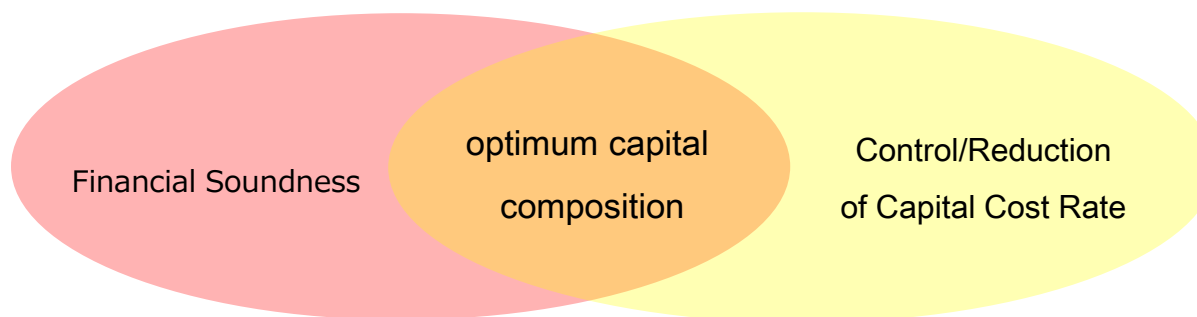 Financial Soundness
optimum capital
composition
Control/Reduction
of Capital Cost Rate